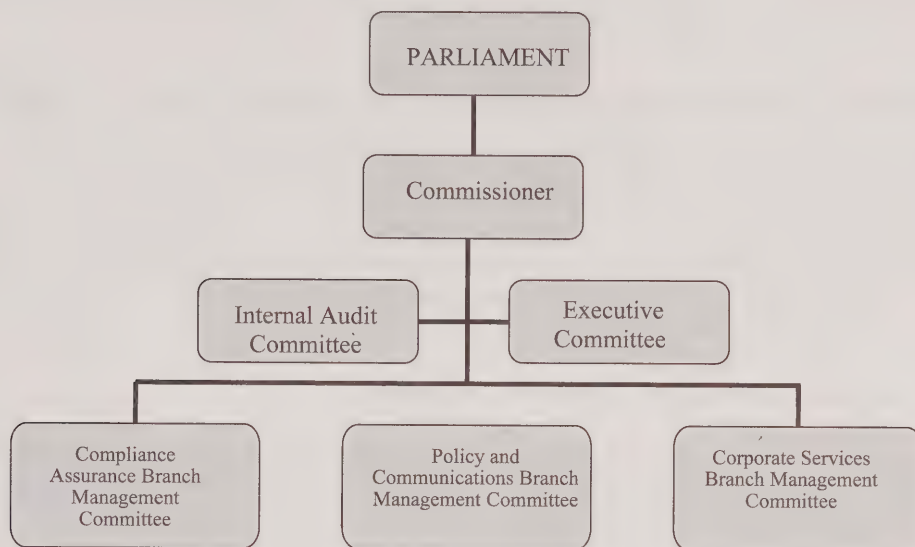 PARLIAMENT
Commissioner
Internal Audit
Committee
Executive
Committee
Compliance
Assurance Branch
Management
Committee
Policy and
Communications Branch
Management Committee
Corporate Services
Branch Management
Committee